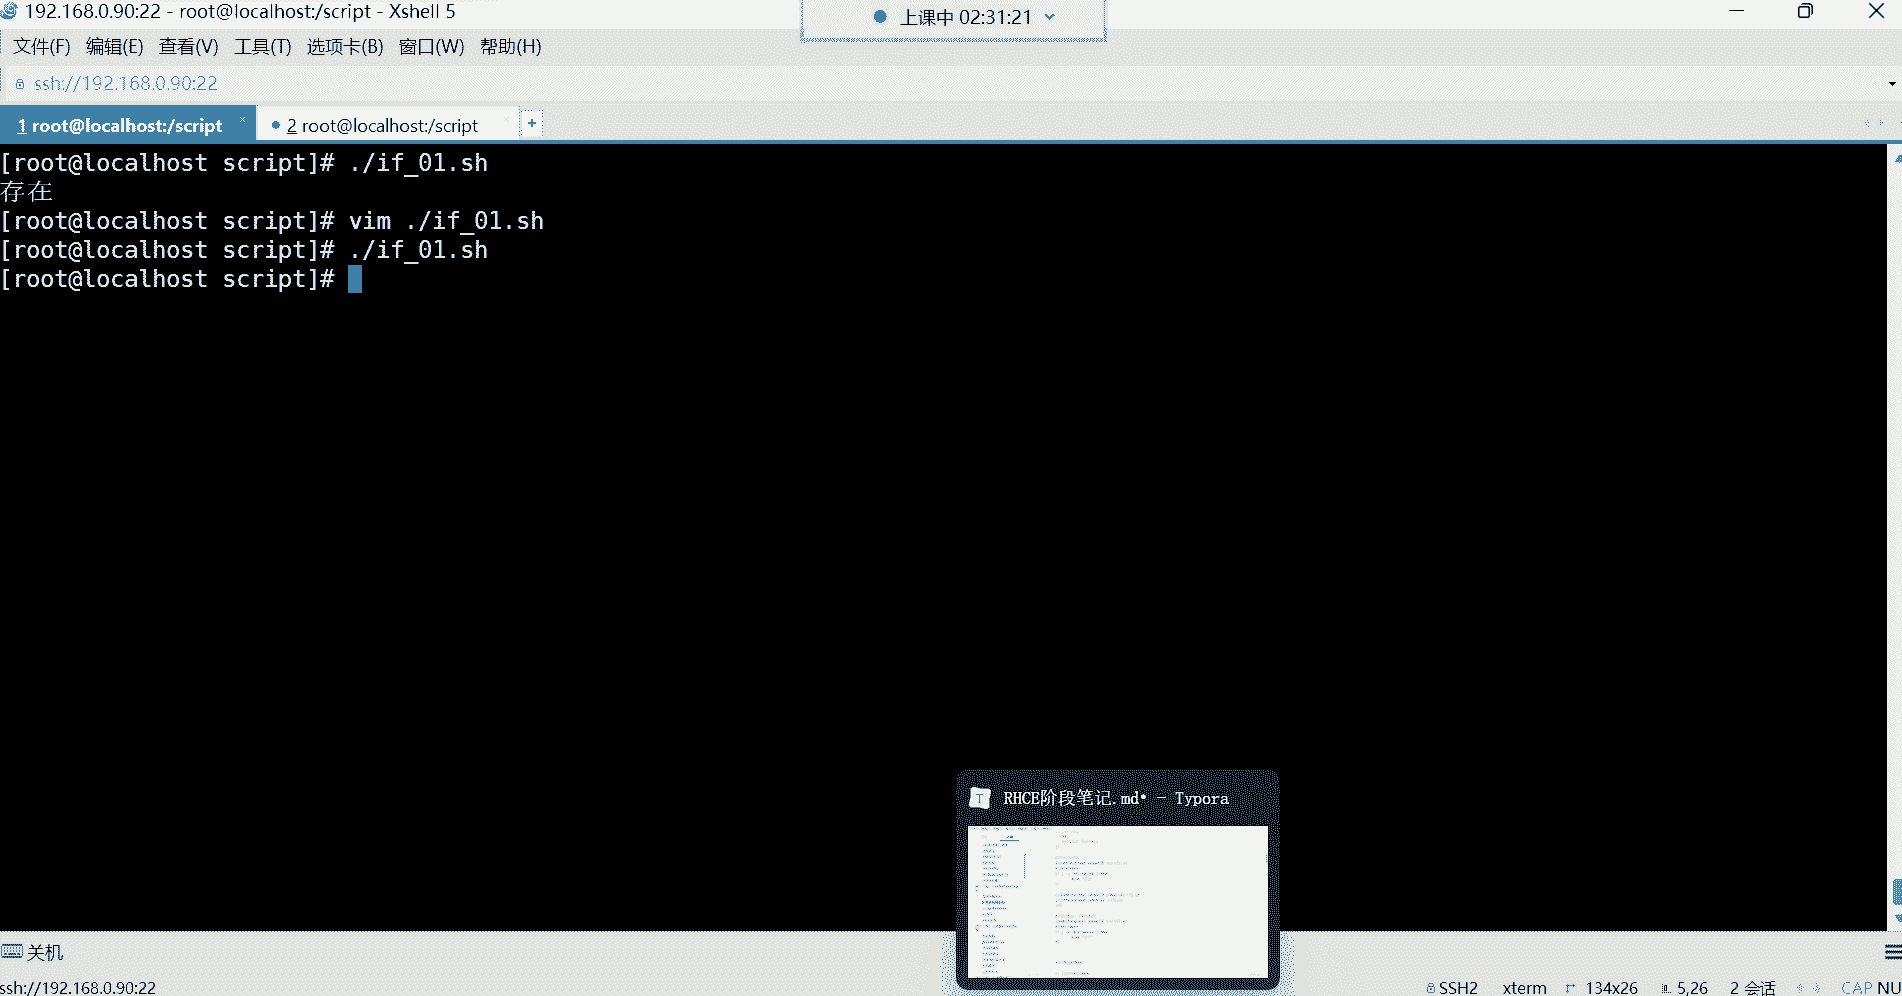 192.168.0.90:22 - root@localhost:/script - Xshell 5
上课中 02:31:21
文件(F) 编辑(E) 查看(V) 工具(T) 选项卡(B) 窗口(W) 帮助(H)
ssh://192.168.0.90:22
1 root@localhost:/script
2 root@localhost:/script
[root@localhost script]# ./if_01.sh
存在
[root@localhost script]# vim ./if_01.sh
[root@localhost script]# ./if_01.sh
[root@localhost script]#
RHCE阶段笔记.md• - Typora
关机
ssh://192.168.0.90:22
SSH2 xterm 134x26 5,26 2 会话 CAP NU